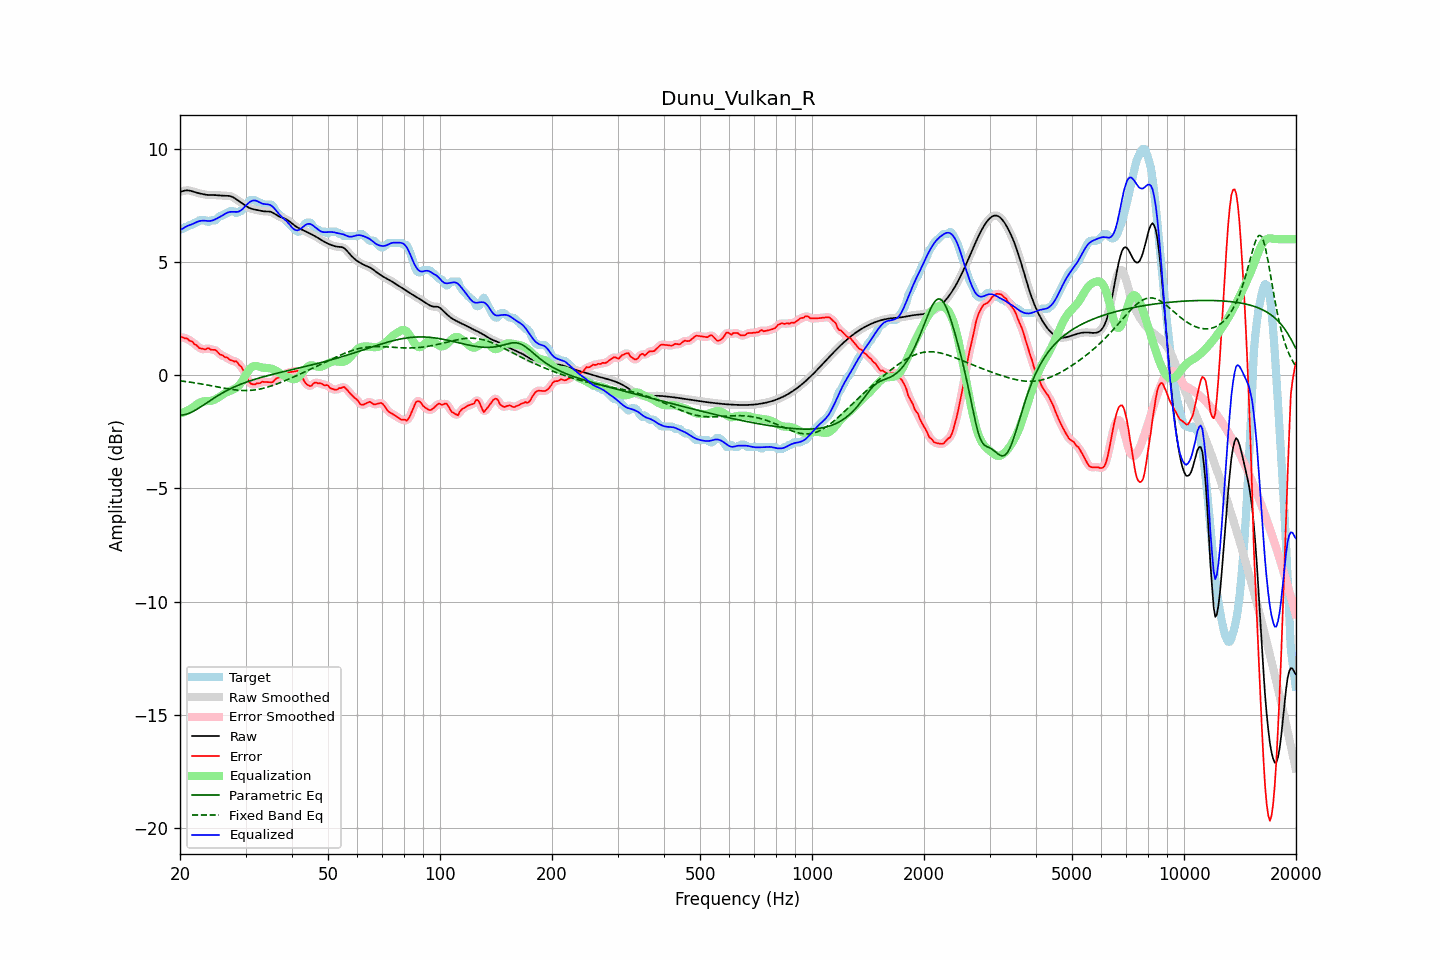 Dunu_Vulkan_R
Amplitude (dBr)
10
5
0
−5
−10
−15
−20
Target
Raw Smoothed
Error Smoothed
Raw
Error
Equalization
Parametric Eq
Fixed Band Eq
Equalized
20 50 100 200 500 1000 2000 5000 10000 20000
Frequency (Hz)